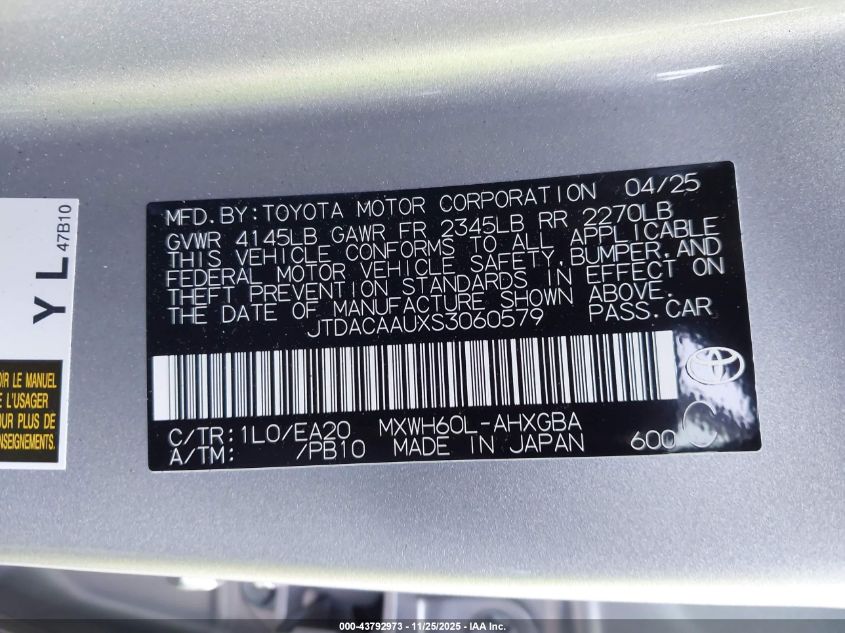 MFD. BY: TOYOTA MOTOR CORPORATION 04/25
GVWR 4145LB GAWR FR 2345LB RR 2270LB
THIS VEHICLE CONFORMS TO ALL APPLICABLE
FEDERAL MOTOR VEHICLE SAFETY, BUMPER, AND
THEFT PREVENTION STANDARDS IN EFFECT ON
THE DATE OF MANUFACTURE SHOWN ABOVE.
JTDACAAUXS3060579 PASS. CAR
C/TR: 1L0/EA20 MXWH60L-AHXGBA
A/TM: /PB10 MADE IN JAPAN 600 C
YL 47B10
OIR LE MANUEL
E L'USAGER
OUR PLUS DE
NSEIGNEMENTS.
000-43792973 - 11/25/2025 - IAA Inc.